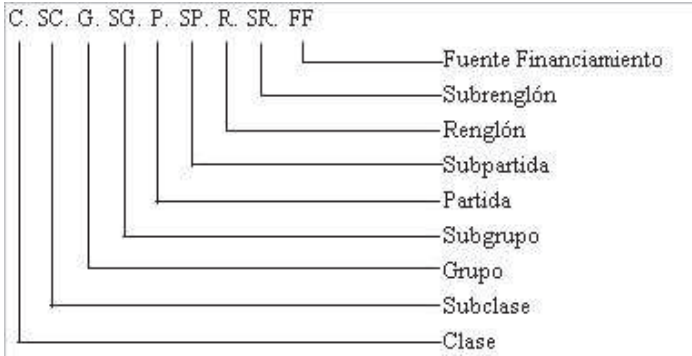 C. SC. G. SG. P. SP. R. SR. FF
Fuente Financiamiento
Subrenglón
Renglón
Subpartida
Partida
Subgrupo
Grupo
Subclase
Clase